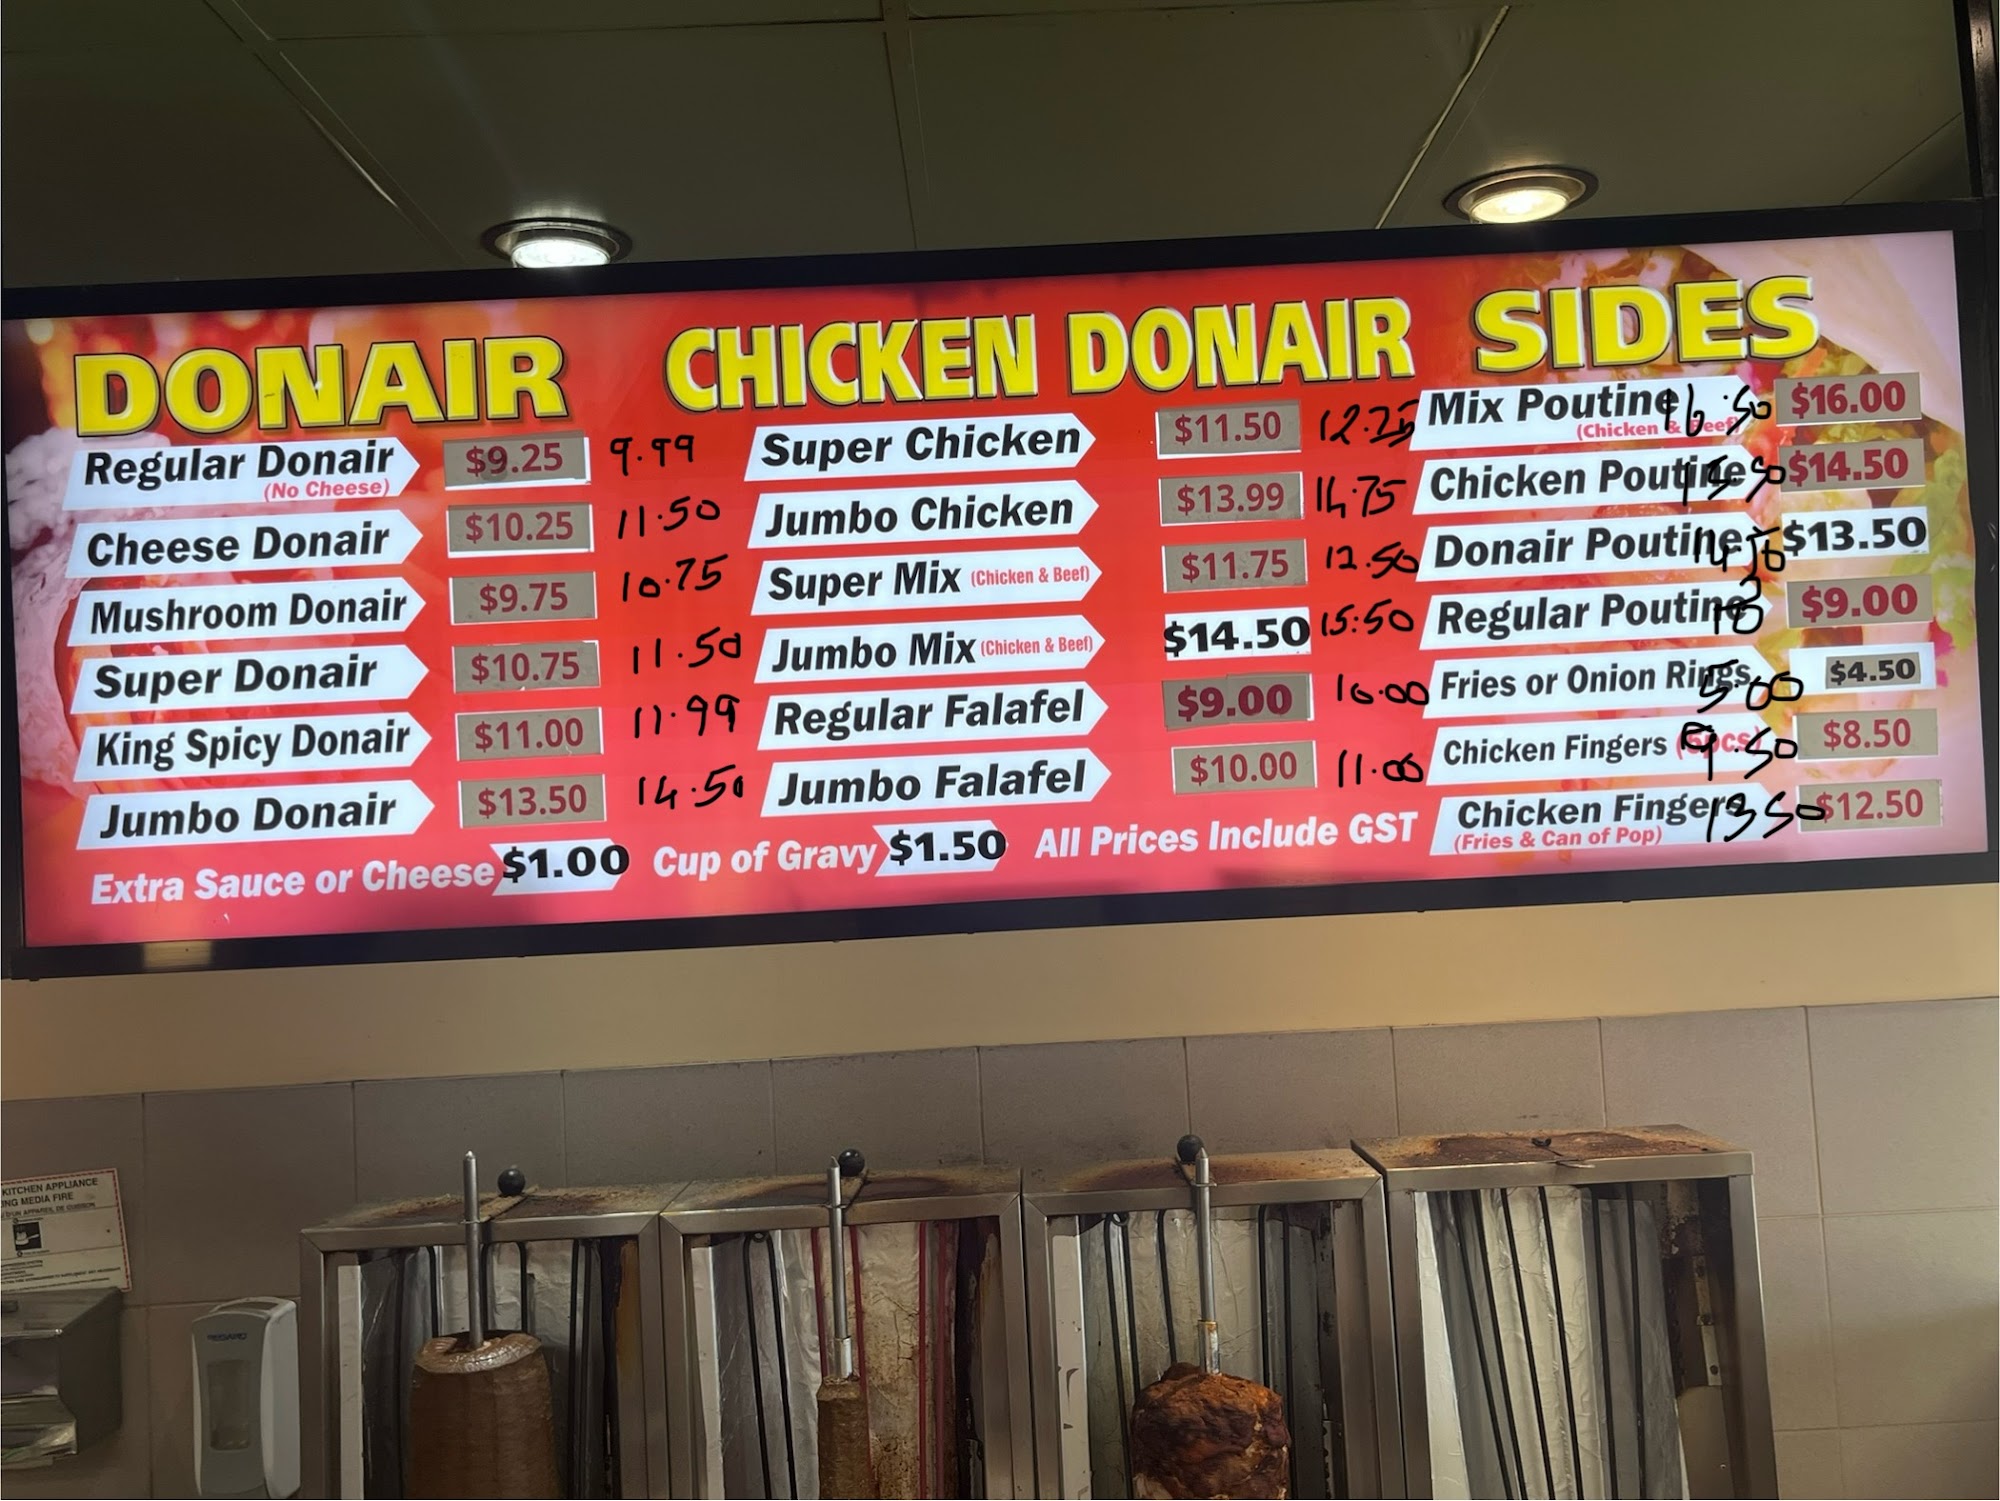 DONAIR
Regular Donair $9.25 9.99
(No Cheese)
Cheese Donair $10.25 11.50
Mushroom Donair $9.75 10.75
Super Donair $10.75 11.50
King Spicy Donair $11.00 11.99
Jumbo Donair $13.50 14.50
CHICKEN DONAIR
Super Chicken $11.50 12.25
Jumbo Chicken $13.99 14.75
Super Mix (Chicken & Beef) $11.75 12.50
Jumbo Mix (Chicken & Beef) $14.50 15.50
Regular Falafel $9.00 10.00
Jumbo Falafel $10.00 11.00
SIDES
Mix Poutine 16.50 $16.00
(Chicken & Beef)
Chicken Poutine $14.50
Donair Poutine $13.50
Regular Poutine 10 $9.00
Fries or Onion Rings 5.00 $4.50
Chicken Fingers 9.50 $8.50
Chicken Fingers 13.50 $12.50
(Fries & Can of Pop)
Extra Sauce or Cheese $1.00 Cup of Gravy $1.50 All Prices Include GST
KITCHEN APPLIANCE
MEDIA FIRE